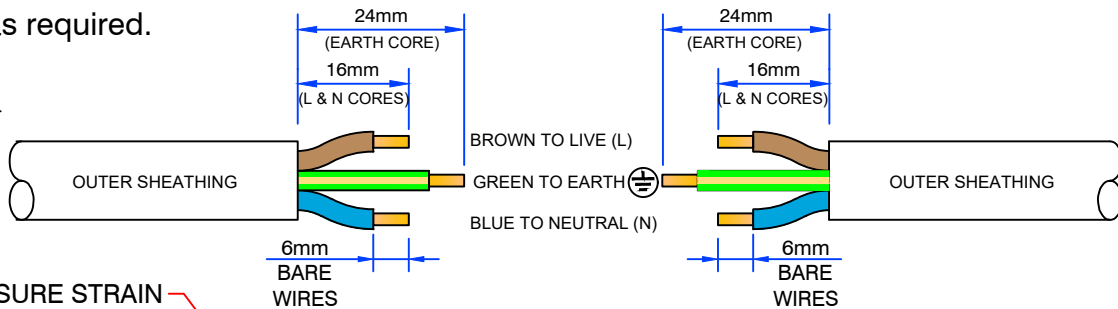 s required.
24mm
(EARTH CORE)
16mm
(L & N CORES)
24mm
(EARTH CORE)
16mm
(L & N CORES)
OUTER SHEATHING
BROWN TO LIVE (L)
GREEN TO EARTH
BLUE TO NEUTRAL (N)
OUTER SHEATHING
6mm
BARE
WIRES
6mm
BARE
WIRES
SURE STRAIN